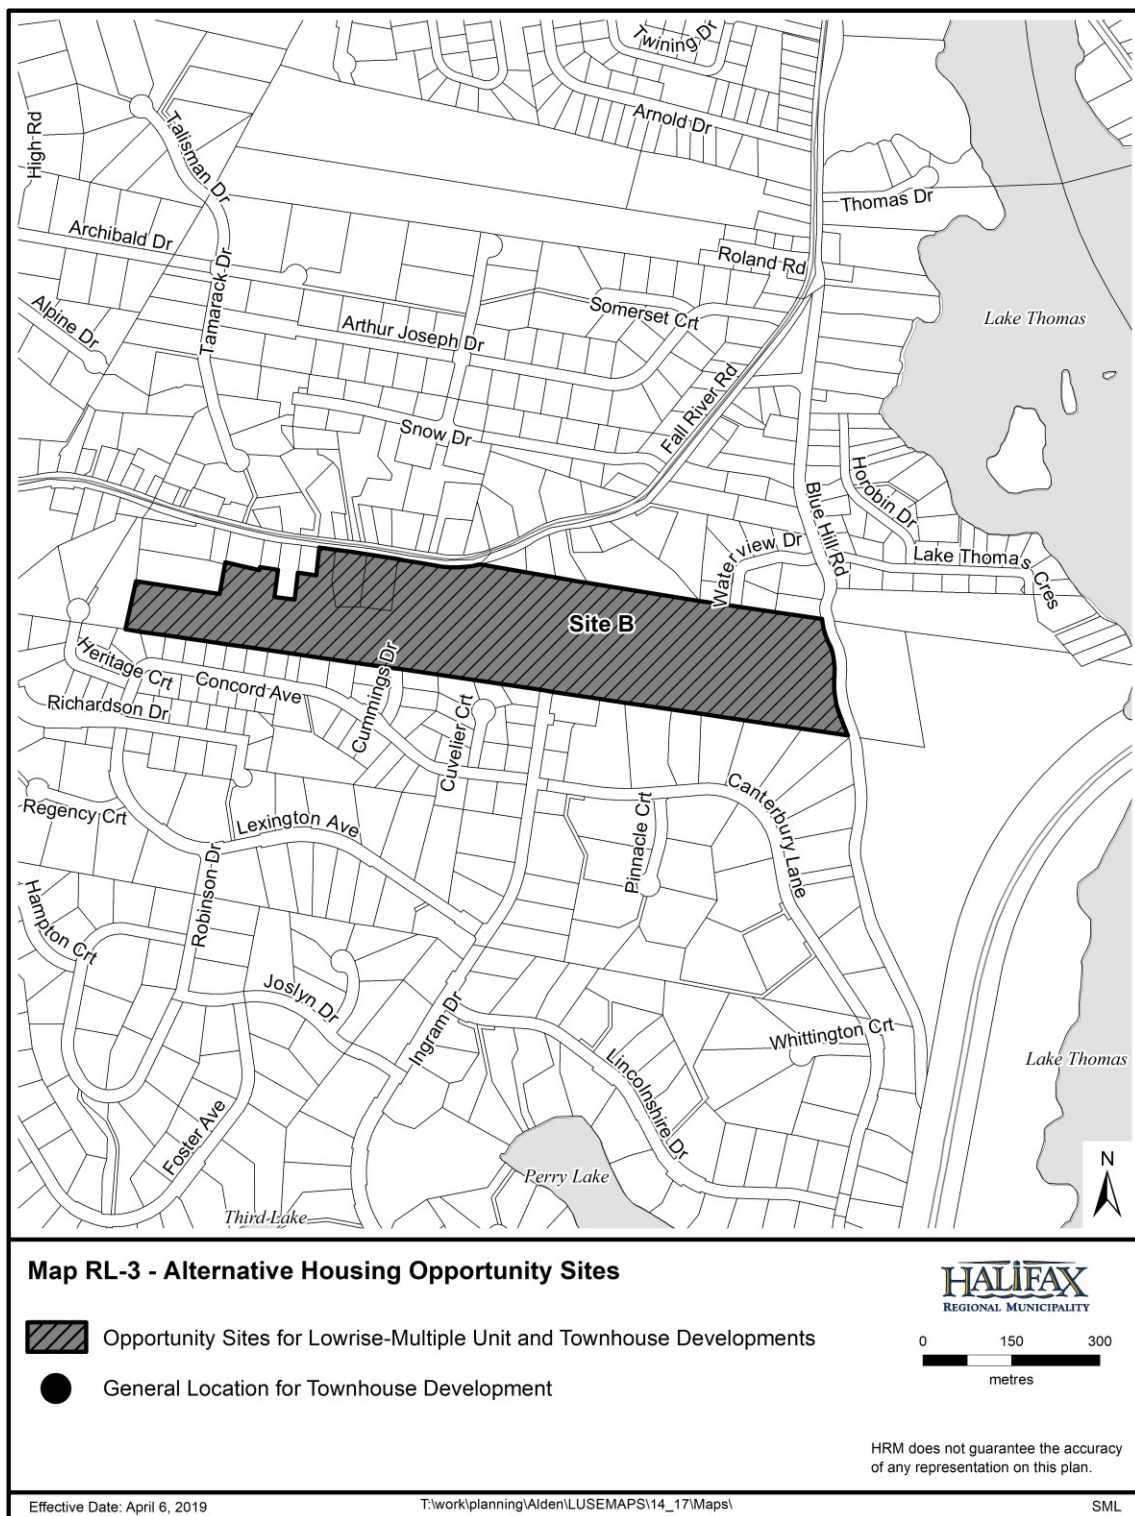 Twining Dr
Arnold Dr
High Rd
Talisman Dr
Thomas Dr
Archibald Dr
Roland Rd
Tamarack Dr
Somerset Crt
Lake Thomas
Alpine Dr
Arthur Joseph Dr
Fall River Rd
Snow Dr
Horobin Dr
Blue Hill Rd
Waterview Dr
Lake Thomas Cres
Site B
Heritage Crt
Concord Ave
Cummings Dr
Richardson Dr
Cuvelier Crt
Canterbury Lane
Regency Crt
Lexington Ave
Pinnacle Crt
Robinson Dr
Hampton Crt
Joslyn Dr
Ingram Dr
Whittington Crt
Lincolnshire Dr
Lake Thomas
Foster Ave
Perry Lake
Third Lake
N
Map RL-3 - Alternative Housing Opportunity Sites
HALIFAX
REGIONAL MUNICIPALITY
Opportunity Sites for Lowrise-Multiple Unit and Townhouse Developments
0 150 300
metres
General Location for Townhouse Development
HRM does not guarantee the accuracy
of any representation on this plan.
Effective Date: April 6, 2019
T:\work\planning\Alden\LUSEMAPS\14_17\Maps\
SML